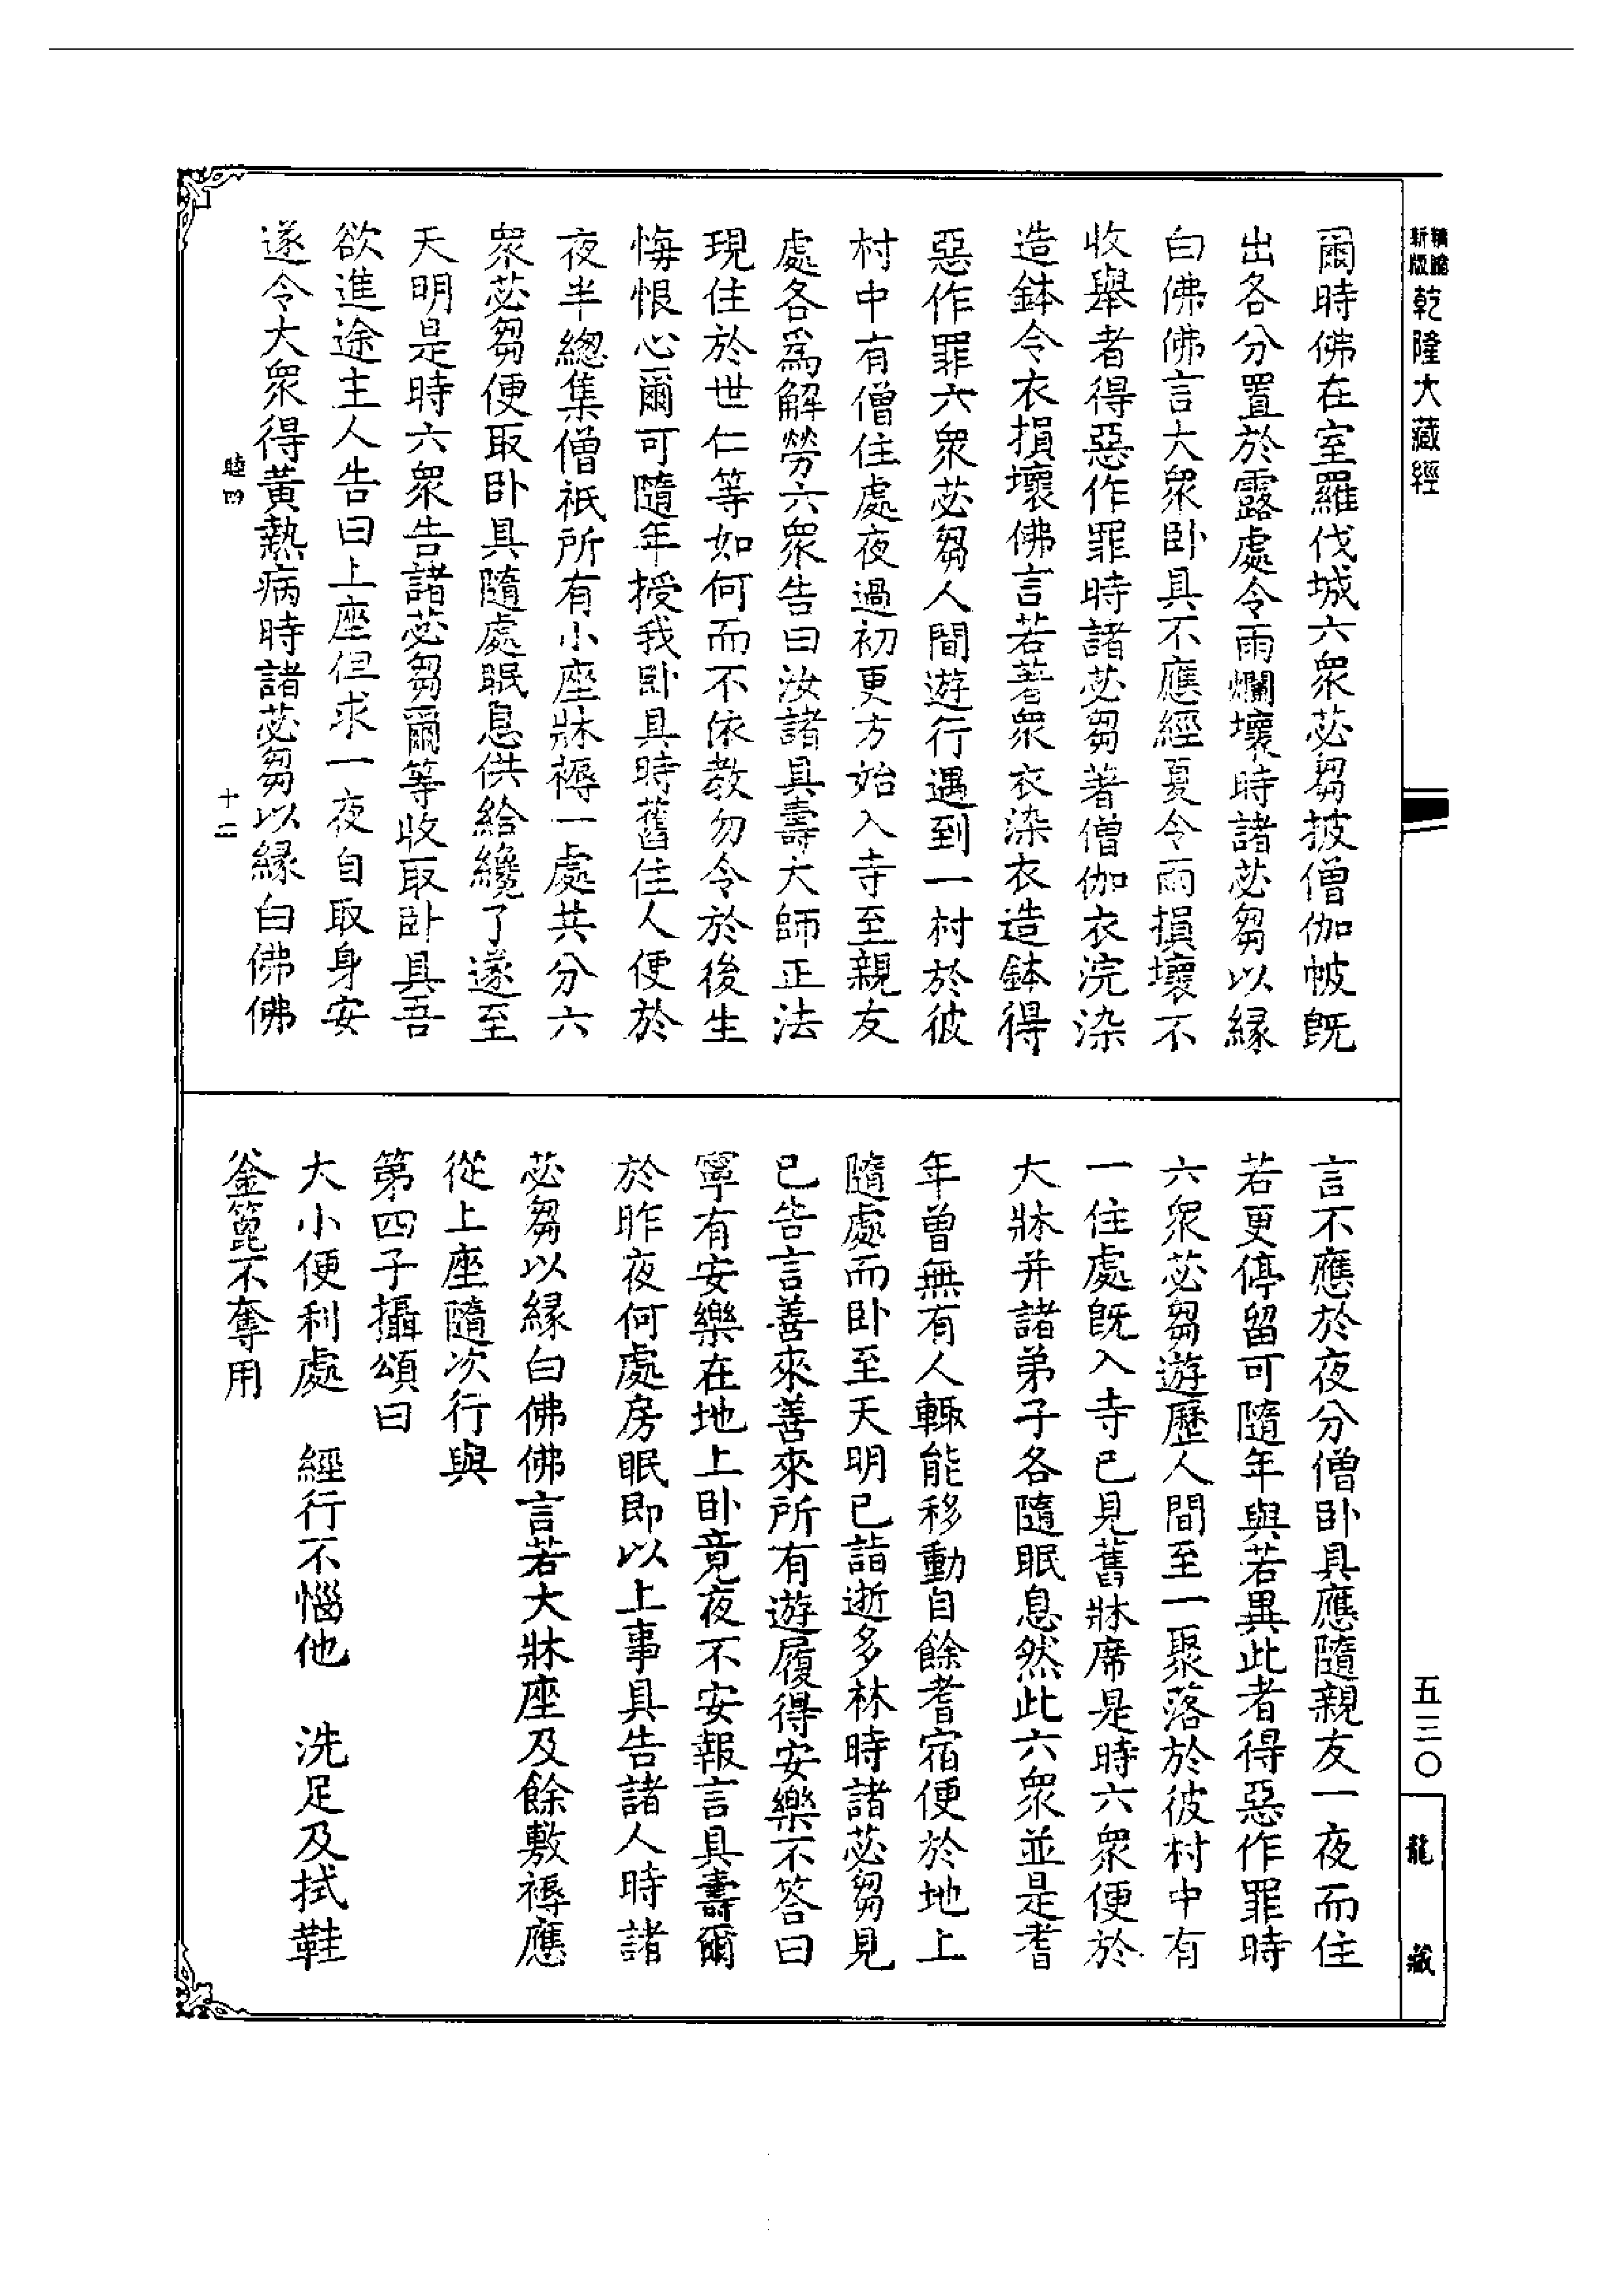 新版 精縮 乾隆大藏經
爾時佛在室羅伐城六衆苾芻披僧伽帔旣
出各分置於露處令雨爛壞時諸苾芻以緣
白佛佛言大衆卧具不應經夏令雨損壞不
收舉者得惡作罪時諸苾芻著僧伽衣浣染
造鉢令衣損壞佛言若著衆衣染衣造鉢得
惡作罪六衆苾芻人間遊行遇到一村於彼
村中有僧住處夜過初更方始入寺至親友
處各爲解勞六衆告曰汝諸具壽大師正法
現住於世仁等如何而不依教勿令於後生
悔恨心爾可隨年授我卧具時舊住人便於
夜半總集僧祇所有小座牀褥一處共分六
衆苾芻便取卧具隨處眠息供給纔了遂至
天明是時六衆告諸苾芻爾等收取卧具吾
欲進途主人告曰上座但求一夜自取身安
遂令大衆得黃熱病時諸苾芻以緣白佛佛
睦四 十二
言不應於夜分僧卧具應隨親友一夜而住
若更停留可隨年與若異此者得惡作罪時
六衆苾芻遊歷人間至一聚落於彼村中有
一住處旣入寺已見舊牀席是時六衆便於
大牀并諸弟子各隨眠息然此六衆並是耆
年曾無有人輙能移動自餘耆宿便於地上
隨處而卧至天明已詣逝多林時諸苾芻見
已告言善來善來所有遊履得安樂不答曰
寧有安樂在地上卧竟夜不安報言具壽爾
於昨夜何處房眠即以上事具告諸人時諸
苾芻以緣白佛佛言若大牀座及餘敷褥應
從上座隨次行與
第四子攝頌曰
大小便利處　經行不惱他　洗足及拭鞋
釜篦不奪用
五三〇
龍藏